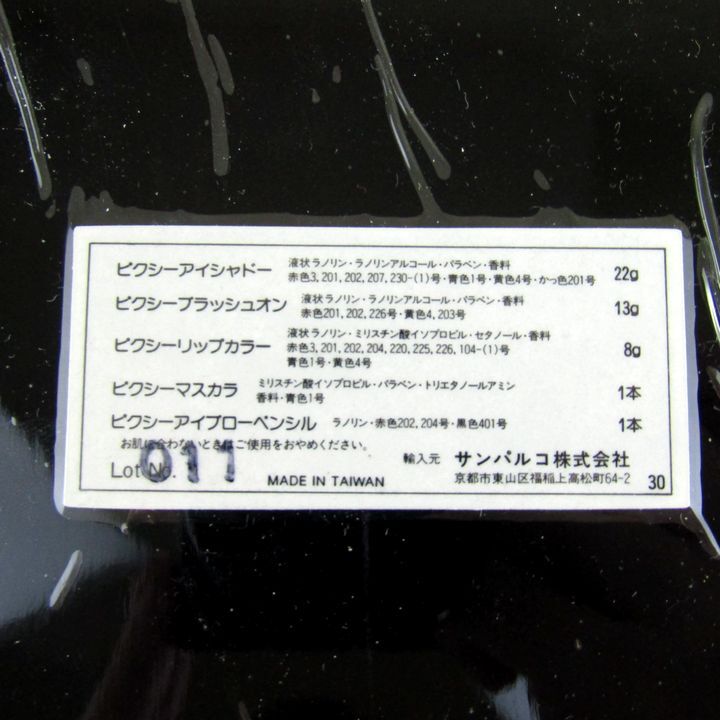 ピクシーアイシャドー 液状ラノリン・ラノリンアルコール・パラベン・香料 22g
赤色3, 201, 202, 207, 230-(1)号・青色1号・黄色4号・かっ色201号
ピクシーブラッシュオン 液状ラノリン・ラノリンアルコール・パラベン・香料 13g
赤色201, 202, 226号・黄色4, 203号
ピクシーリップカラー 液状ラノリン・ミリスチン酸イソプロピル・セタノール・香料 8g
赤色3, 201, 202, 204, 220, 225, 226, 104-(1)号
青色1号・黄色4号
ピクシーマスカラ ミリスチン酸イソプロピル・パラベン・トリエタノールアミン 1本
香料・青色1号
ピクシーアイブローペンシル ラノリン・赤色202, 204号・黒色401号 1本
お肌に合わないときはご使用をおやめください。
Lot No. 011 MADE IN TAIWAN 輸入元 サンパルコ株式会社
京都市東山区福稲上高松町64-2 30